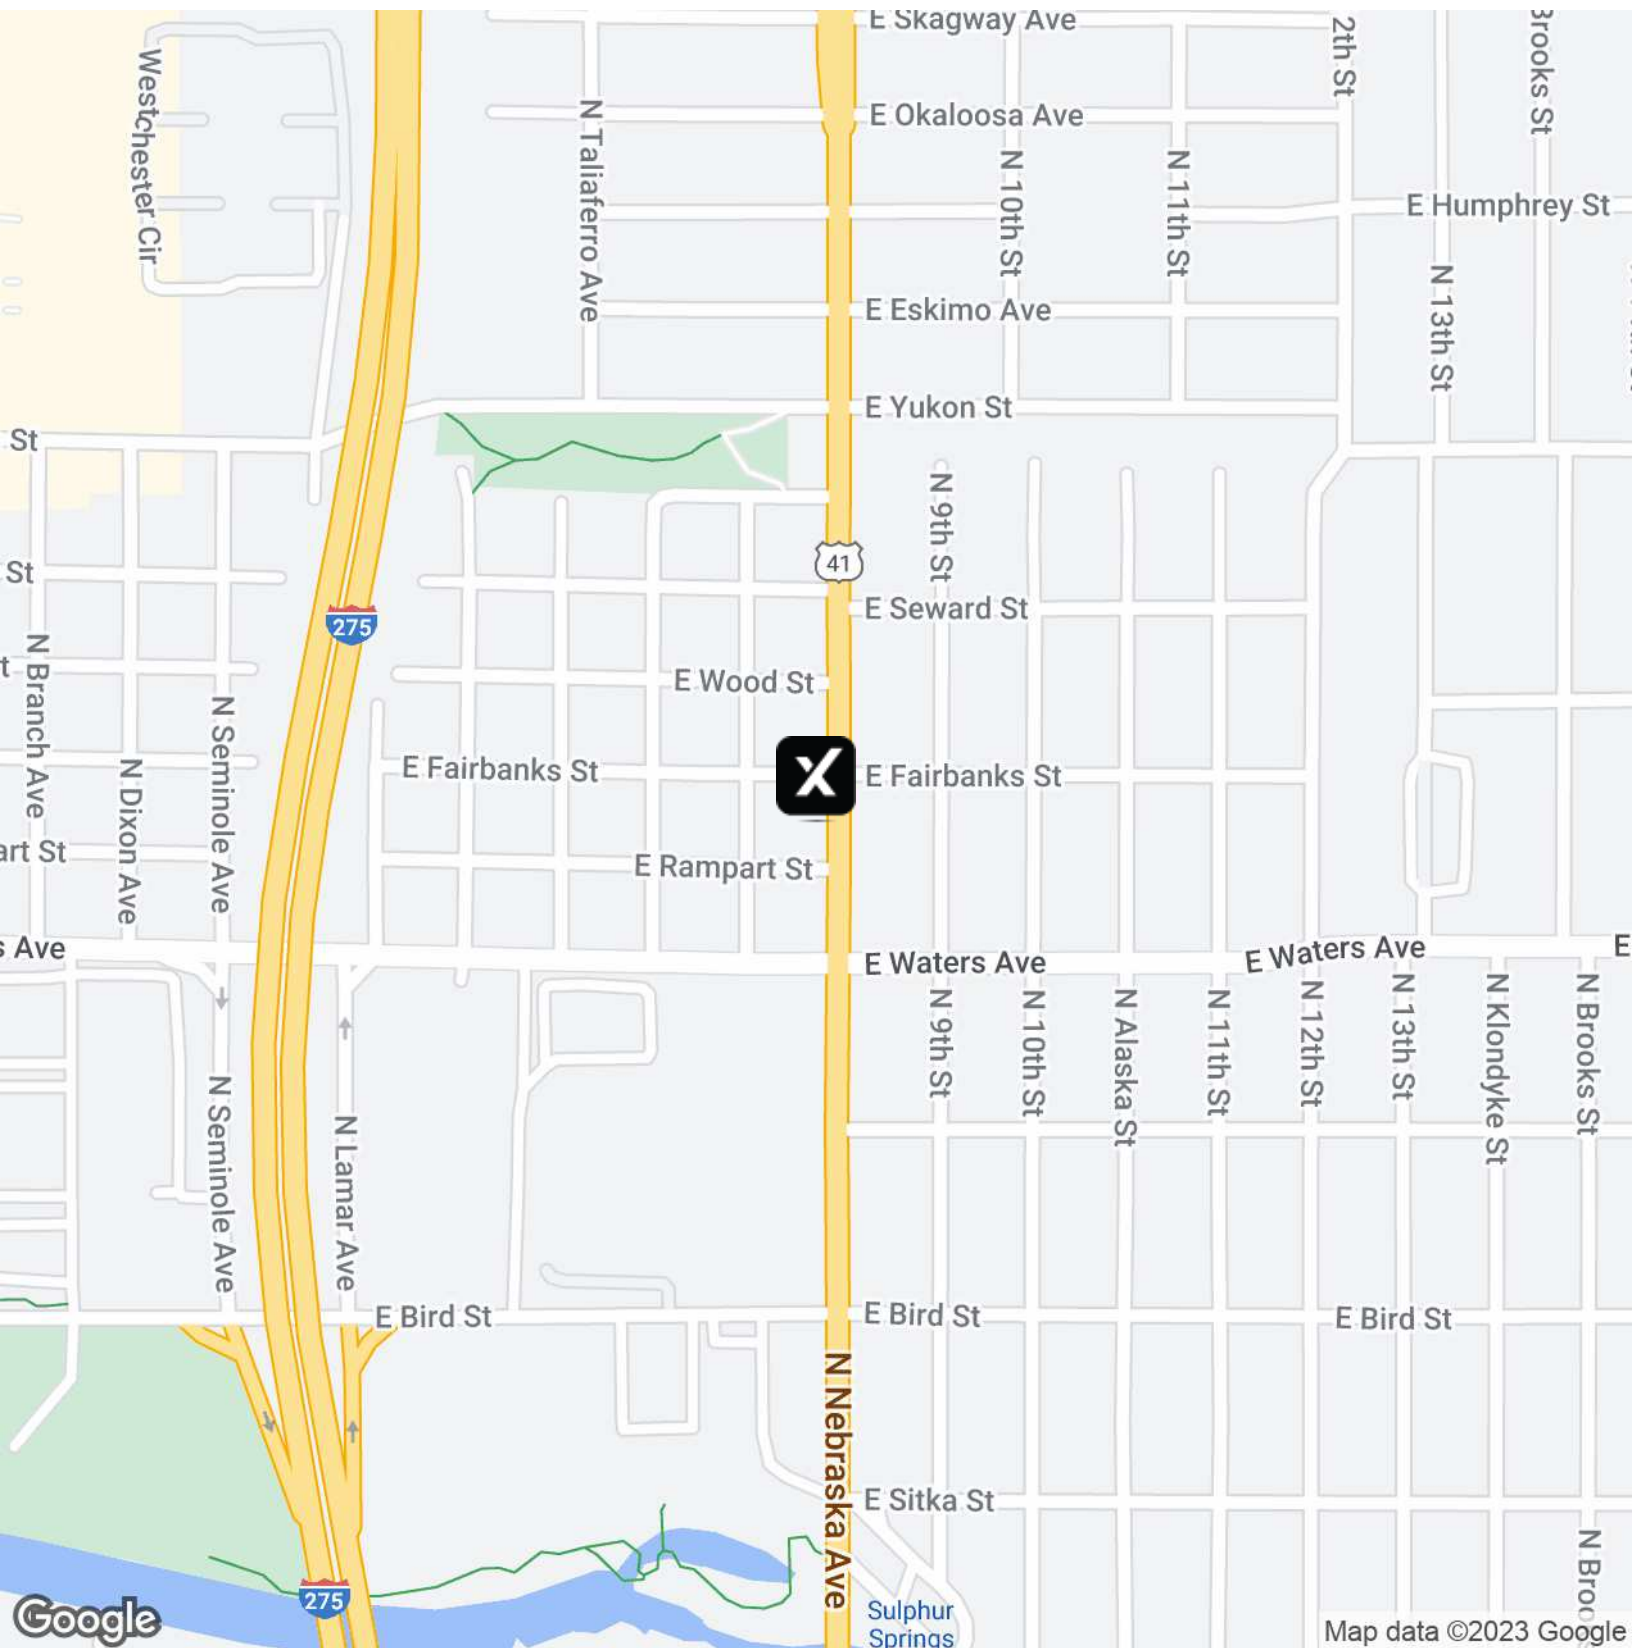 E Skagway Ave
2th St
Brooks St
Westchester Cir
N Taliaferro Ave
E Okaloosa Ave
N 10th St
N 11th St
E Humphrey St
N 13th St
E Eskimo Ave
E Yukon St
St
N 9th St
41
St
E Seward St
275
N Branch Ave
t
E Wood St
N Seminole Ave
N Dixon Ave
E Fairbanks St
X
E Fairbanks St
art St
E Rampart St
s Ave
E Waters Ave
E Waters Ave
E
N 9th St
N 10th St
N Alaska St
N 11th St
N 12th St
N 13th St
N Klondyke St
N Brooks St
N Seminole Ave
N Lamar Ave
E Bird St
E Bird St
E Bird St
N Nebraska Ave
E Sitka St
N Broo
275
Sulphur
Springs
Google
Map data ©2023 Google